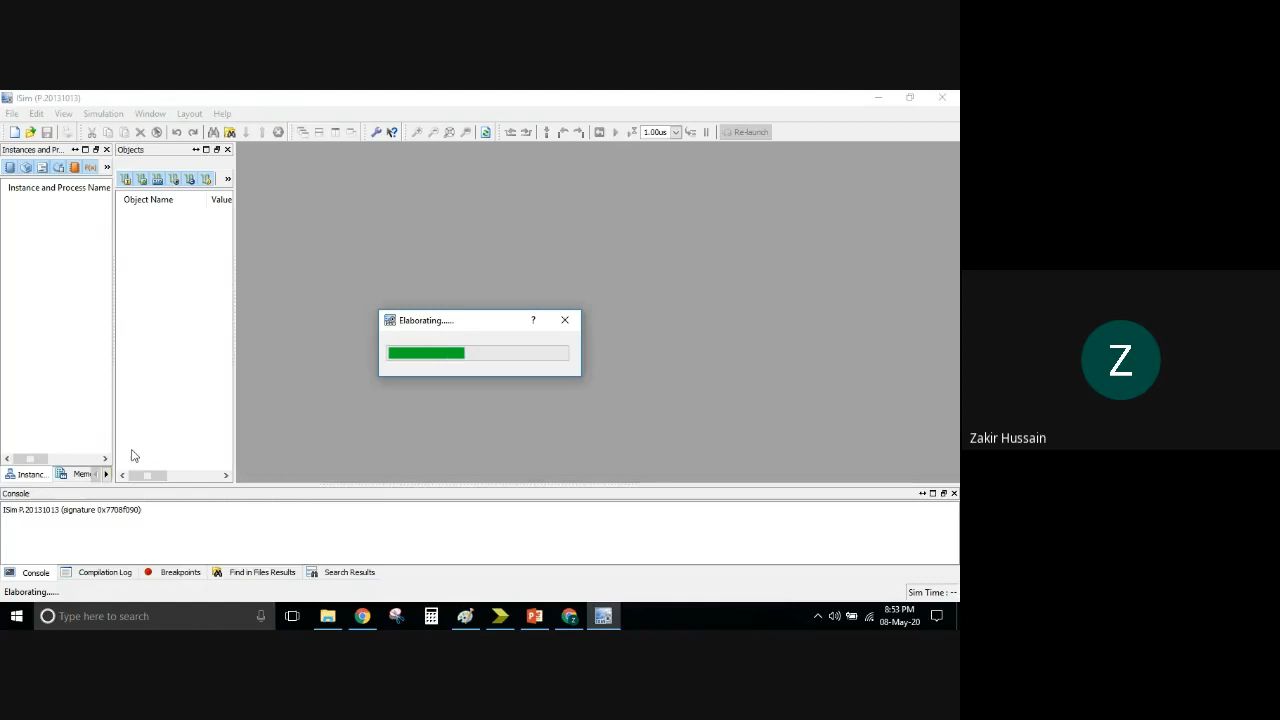 ISim (P.20131013)
File Edit View Simulation Window Layout Help
1.00us
Re-launch
Instances and Pr...
Objects
F(A)
»
»
Instance and Process Name
Object Name Value
Elaborating......
?
Z
Zakir Hussain
Instanc...
Mem
Console
ISim P.20131013 (signature 0x7708f090)
Console Compilation Log Breakpoints Find in Files Results Search Results
Elaborating......
Sim Time: --
Type here to search
8:53 PM
08-May-20